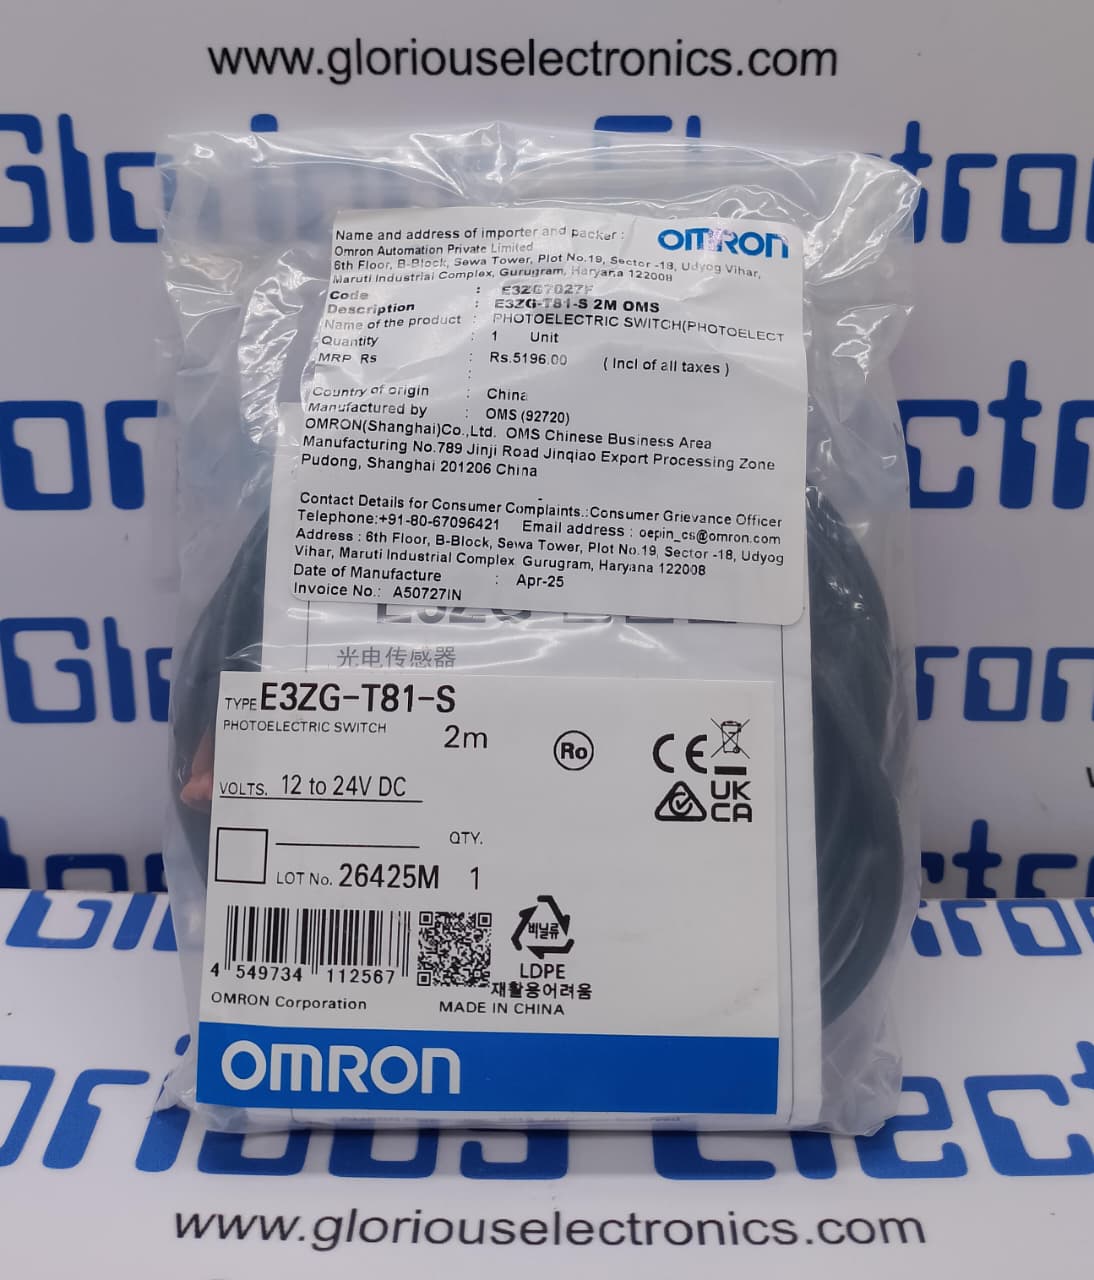 www.gloriouselectronics.com
Name and address of importer and packer :
OMRON
Omron Automation Private Limited
6th Floor, B-Block, Sewa Tower, Plot No.19, Sector -18, Udyog Vihar,
Maruti Industrial Complex, Gurugram, Haryana 122008
Code :
Description : E3ZG-T81-S 2M OMS
Name of the product : PHOTOELECTRIC SWITCH(PHOTOELECT
Quantity : 1 Unit
MRP Rs : Rs.5196.00 ( Incl of all taxes )
:
Country of origin : China
Manufactured by : OMS (92720)
OMRON(Shanghai)Co.,Ltd. OMS Chinese Business Area
Manufacturing No.789 Jinji Road Jinqiao Export Processing Zone
Pudong, Shanghai 201206 China
Contact Details for Consumer Complaints.:Consumer Grievance Officer
Telephone:+91-80-67096421 Email address : oepin_cs@omron.com
Address : 6th Floor, B-Block, Sewa Tower, Plot No.19, Sector -18, Udyog
Vihar, Maruti Industrial Complex Gurugram, Haryana 122008
Date of Manufacture : Apr-25
Invoice No.: A50727IN
光电传感器
TYPE E3ZG-T81-S
PHOTOELECTRIC SWITCH
2m
Ro
CE
UK
CA
VOLTS. 12 to 24V DC
QTY.
LOT No. 26425M 1
비닐류
LDPE
재활용어려움
4 549734 112567
OMRON Corporation
MADE IN CHINA
OMRON
www.gloriouselectronics.com